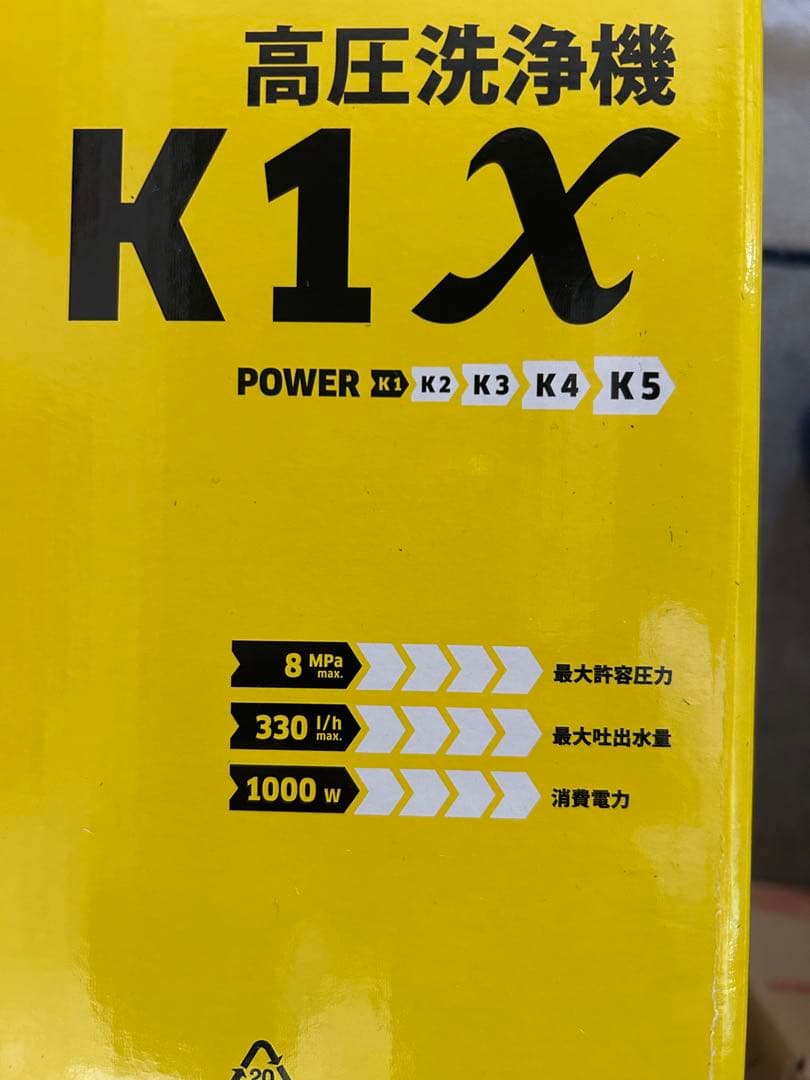 高圧洗浄機
K1 X
POWER K1 K2 K3 K4 K5
8 MPa max. 最大許容圧力
330 l/h max. 最大吐出水量
1000 W 消費電力
20